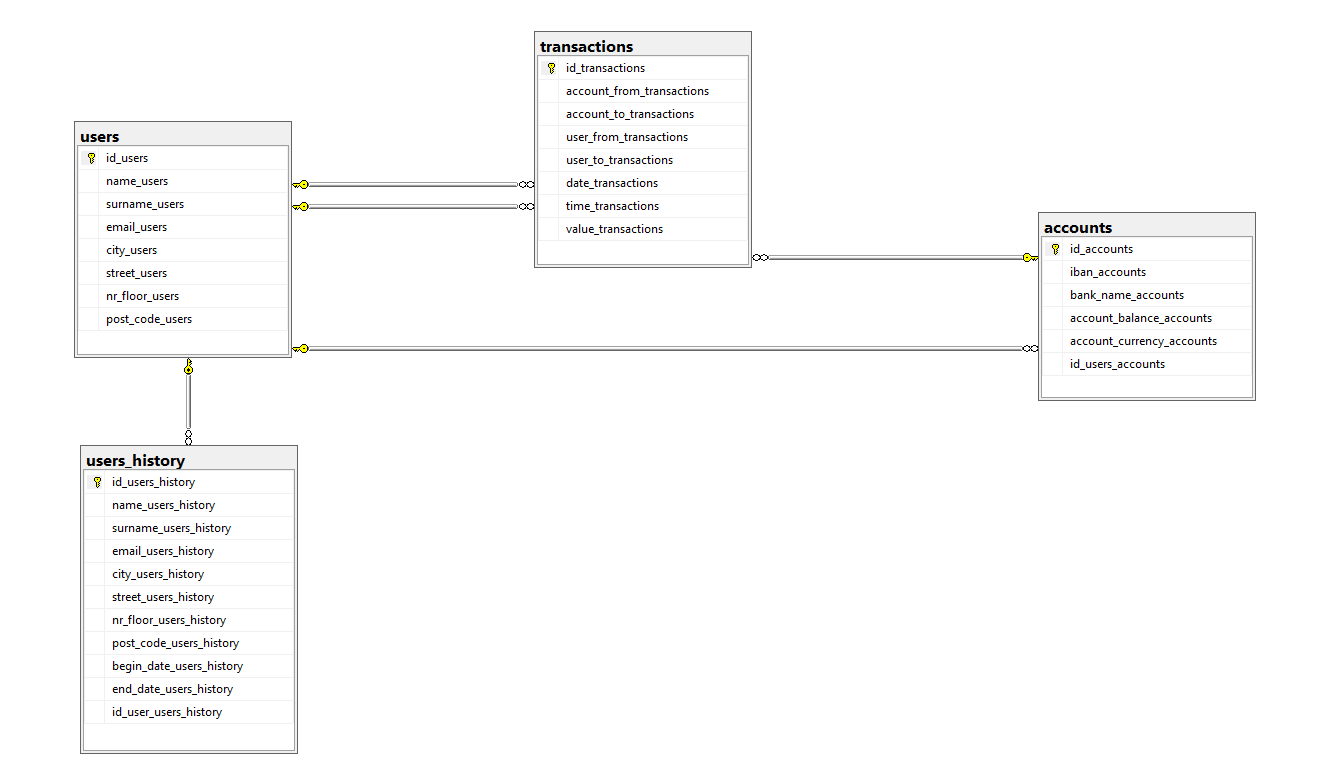 users
id_users
name_users
surname_users
email_users
city_users
street_users
nr_floor_users
post_code_users
transactions
id_transactions
account_from_transactions
account_to_transactions
user_from_transactions
user_to_transactions
date_transactions
time_transactions
value_transactions
accounts
id_accounts
iban_accounts
bank_name_accounts
account_balance_accounts
account_currency_accounts
id_users_accounts
users_history
id_users_history
name_users_history
surname_users_history
email_users_history
city_users_history
street_users_history
nr_floor_users_history
post_code_users_history
begin_date_users_history
end_date_users_history
id_user_users_history